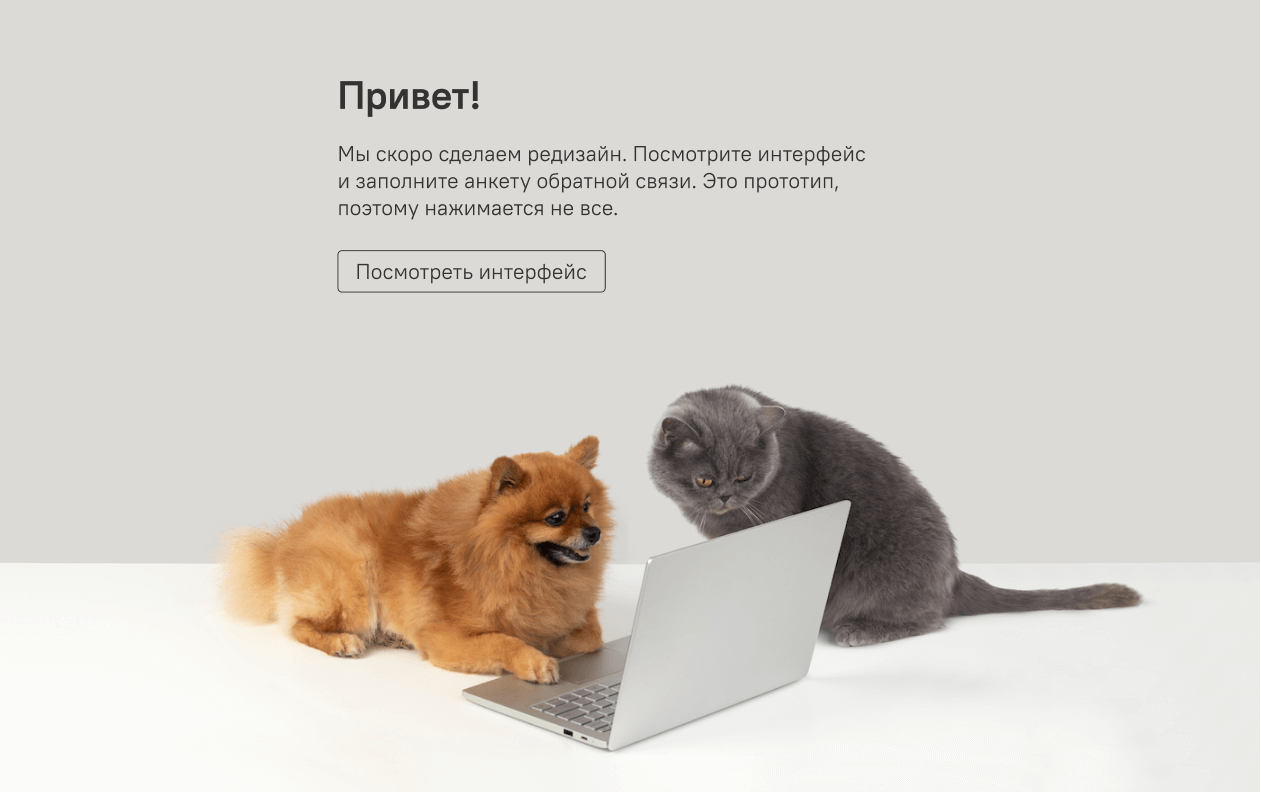 Привет!
Мы скоро сделаем редизайн. Посмотрите интерфейс
и заполните анкету обратной связи. Это прототип,
поэтому нажимается не все.
Посмотреть интерфейс